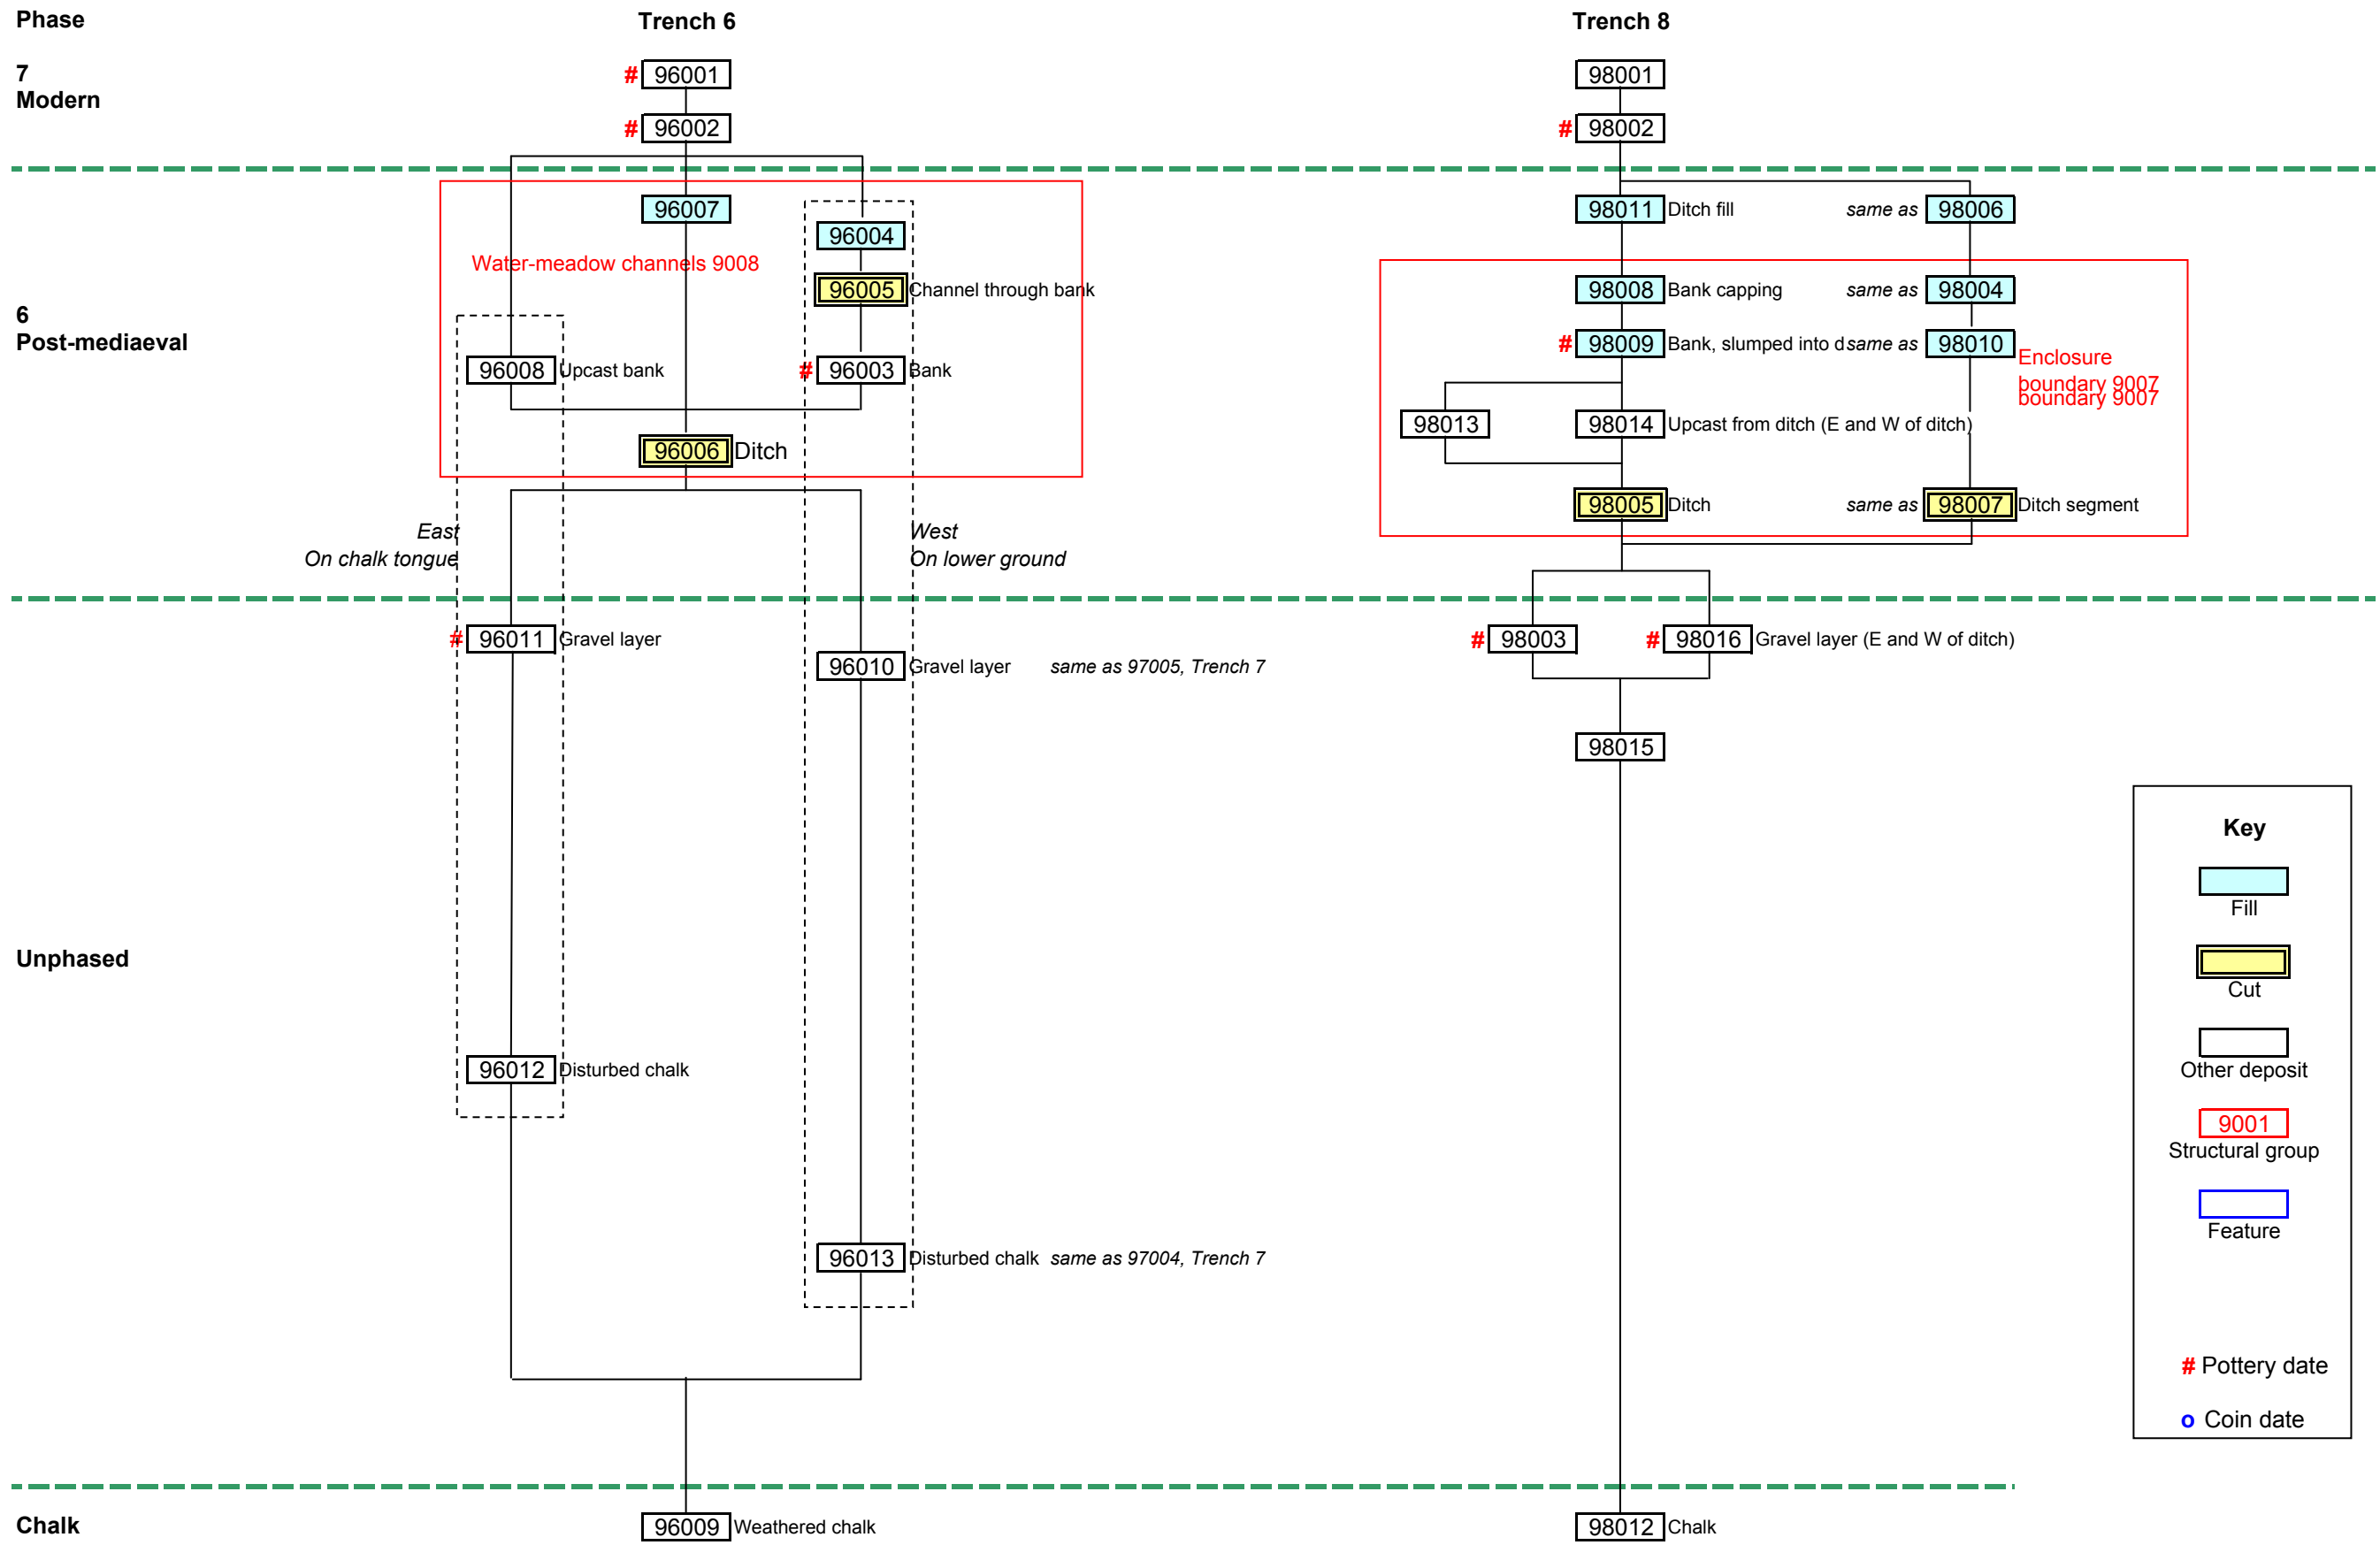 Phase
Trench 6
Trench 8
7
Modern
# 96001
98001
# 96002
# 98002
96007
98011 Ditch fill same as 98006
96004
Water-meadow channels 9008
96005 Channel through bank
98008 Bank capping same as 98004
6
Post-mediaeval
# 98009 Bank, slumped into d same as 98010
96008 Upcast bank
# 96003 Bank
Enclosure
boundary 9007
boundary 9007
98013
98014 Upcast from ditch (E and W of ditch)
96006 Ditch
98005 Ditch same as 98007 Ditch segment
East
On chalk tongue
West
On lower ground
# 96011 Gravel layer
# 98003
# 98016 Gravel layer (E and W of ditch)
96010 Gravel layer same as 97005, Trench 7
98015
Unphased
96012 Disturbed chalk
96013 Disturbed chalk same as 97004, Trench 7
Key
Fill
Cut
Other deposit
9001
Structural group
Feature
# Pottery date
o Coin date
Chalk
96009 Weathered chalk
98012 Chalk